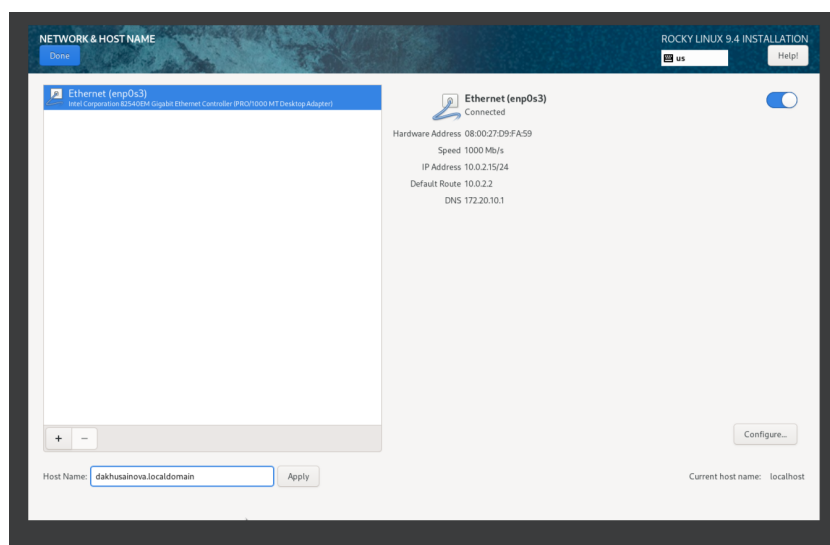 NETWORK & HOST NAME
ROCKY LINUX 9.4 INSTALLATION
Done
us
Help!
Ethernet (enp0s3)
Intel Corporation 82540EM Gigabit Ethernet Controller (PRO/1000 MT Desktop Adapter)
Ethernet (enp0s3)
Connected
Hardware Address 08:00:27:D9:FA:59
Speed 1000 Mb/s
IP Address 10.0.2.15/24
Default Route 10.0.2.2
DNS 172.20.10.1
+ −
Configure...
Host Name: dakhusainova.localdomain Apply
Current host name: localhost